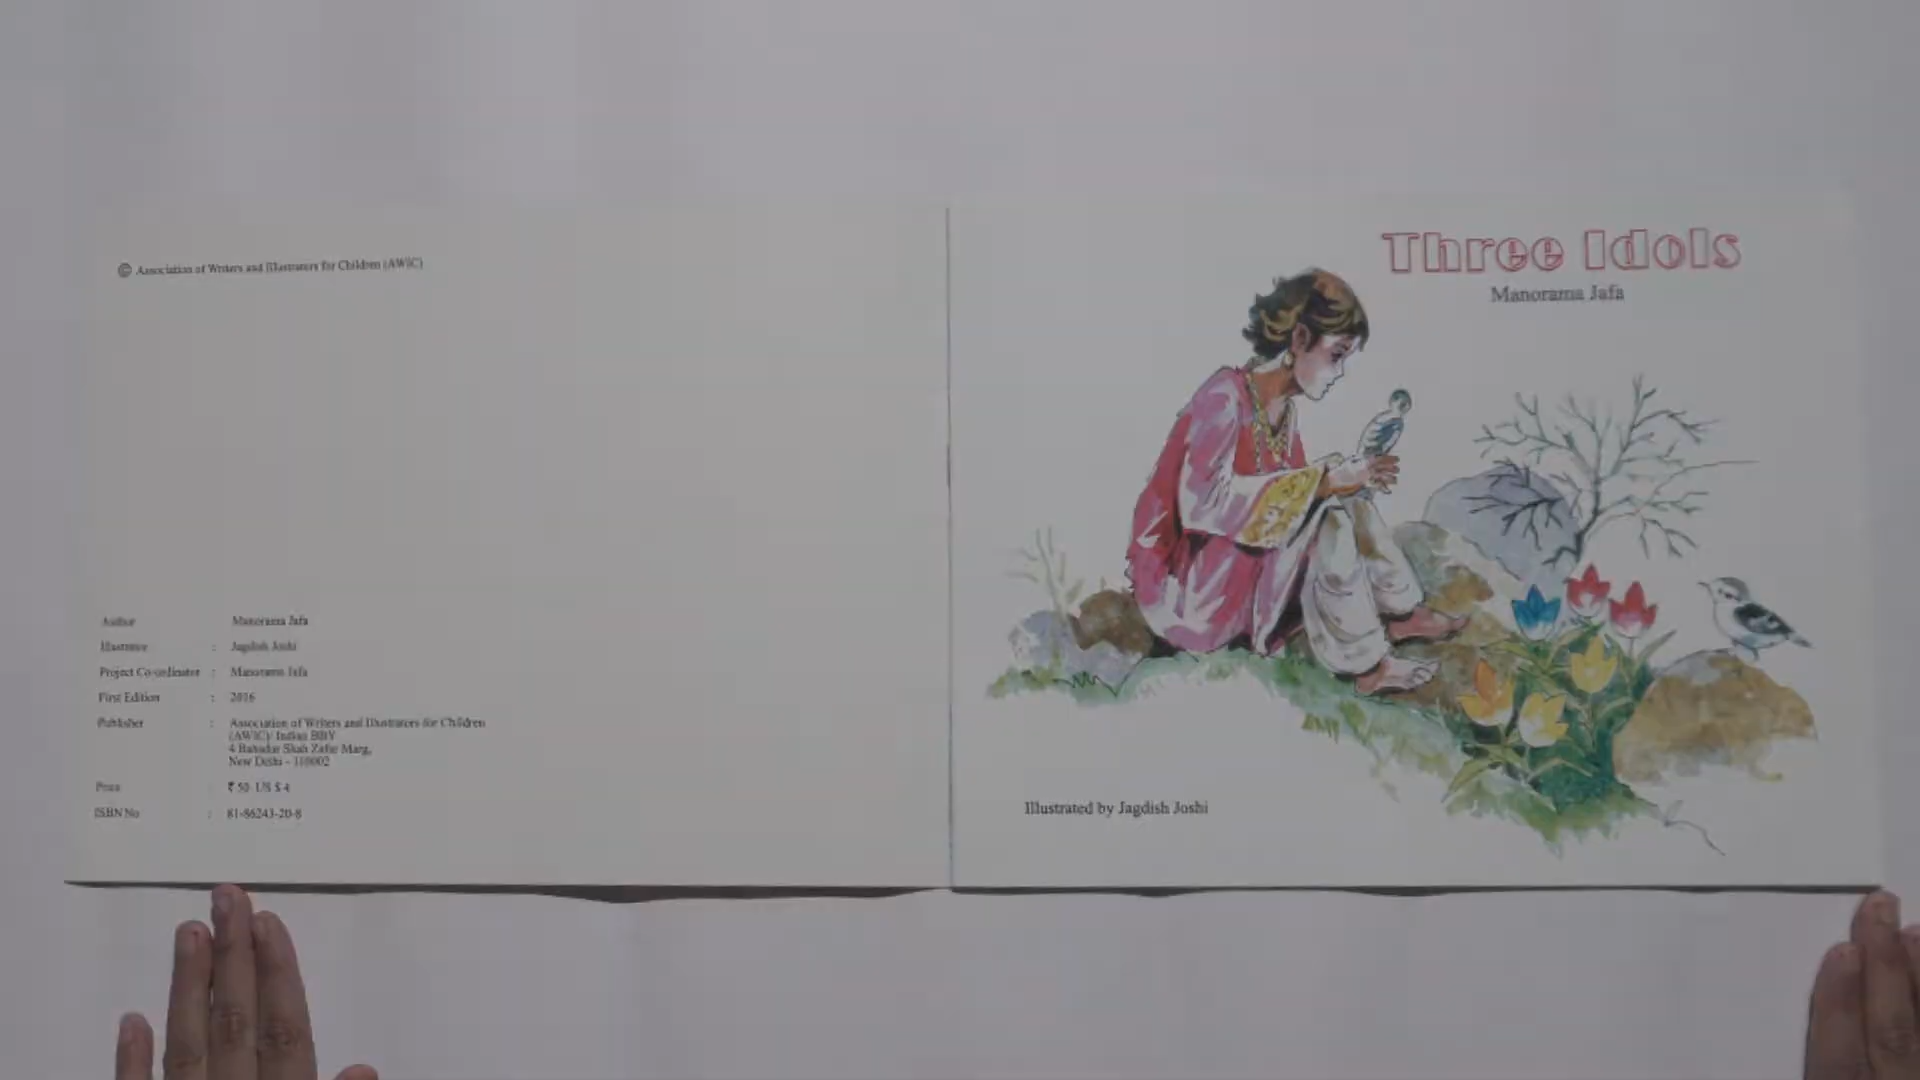 © Association of Writers and Illustrators for Children (AWIC)
Author Manorama Jafa
Illustrator : Jagdish Joshi
Project Co-ordinator : Manorama Jafa
First Edition : 2016
Publisher : Association of Writers and Illustrators for Children
(AWIC)/ Indian BBY
4 Bahadur Shah Zafar Marg,
New Delhi - 110002
Price : ₹ 50 US $ 4
ISBN No : 81-86243-20-8
Three Idols
Manorama Jafa
Illustrated by Jagdish Joshi